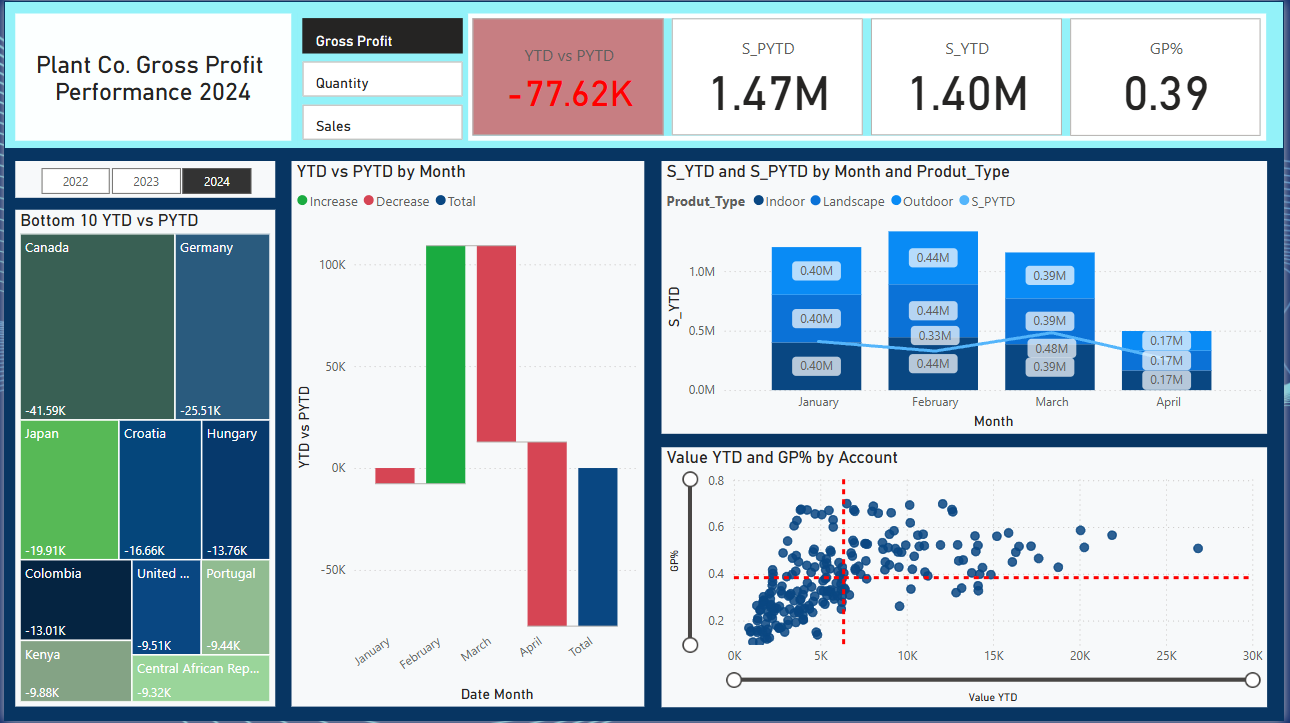 Plant Co. Gross Profit
Performance 2024
Gross Profit
Quantity
Sales
YTD vs PYTD
-77.62K
S_PYTD
1.47M
S_YTD
1.40M
GP%
0.39
2022
2023
2024
Bottom 10 YTD vs PYTD
Canada
-41.59K
Germany
-25.51K
Japan
-19.91K
Croatia
-16.66K
Hungary
-13.76K
Colombia
-13.01K
United ...
-9.51K
Portugal
-9.44K
Kenya
-9.88K
Central African Rep...
-9.32K
YTD vs PYTD by Month
Increase
Decrease
Total
YTD vs PYTD
100K
50K
0K
-50K
January
February
March
April
Total
Date Month
S_YTD and S_PYTD by Month and Produt_Type
Produt_Type
Indoor
Landscape
Outdoor
S_PYTD
S_YTD
1.0M
0.5M
0.0M
0.40M
0.40M
0.40M
0.44M
0.44M
0.33M
0.44M
0.39M
0.39M
0.48M
0.39M
0.17M
0.17M
0.17M
January
February
March
April
Month
Value YTD and GP% by Account
GP%
0.8
0.6
0.4
0.2
0K
5K
10K
15K
20K
25K
30K
Value YTD